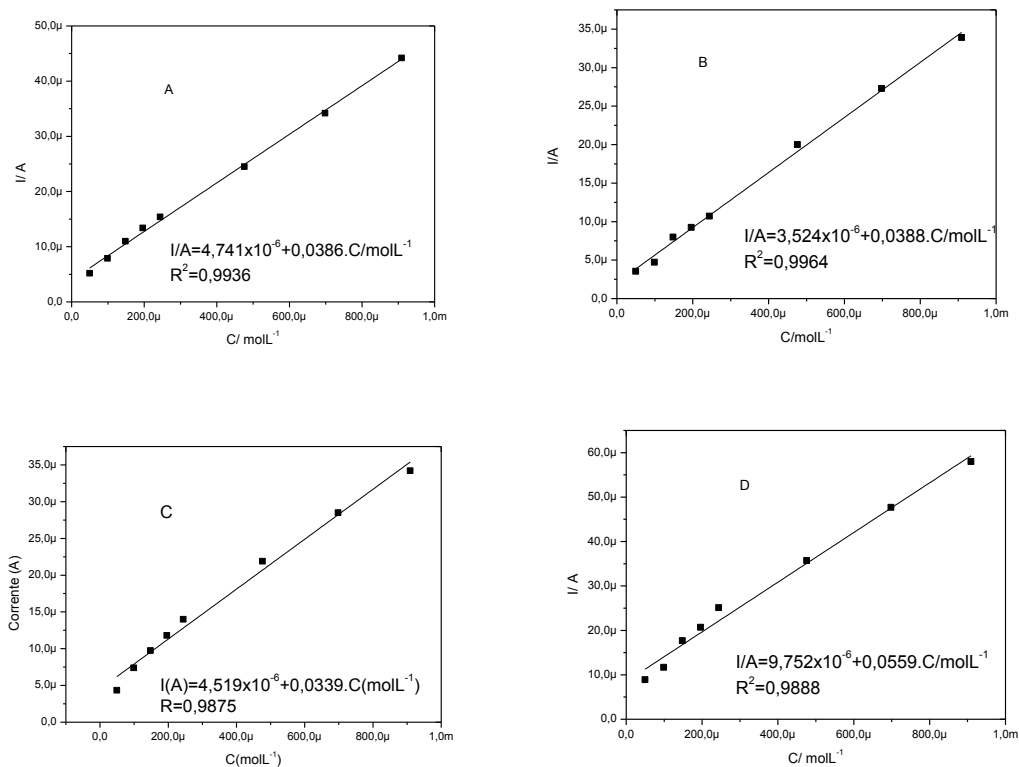 A
50,0µ
40,0µ
30,0µ
20,0µ
10,0µ
0,0
I/ A
I/A=4,741x10⁻⁶+0,0386.C/molL⁻¹
R²=0,9936
0,0 200,0µ 400,0µ 600,0µ 800,0µ 1,0m
C/ molL⁻¹
B
35,0µ
30,0µ
25,0µ
20,0µ
15,0µ
10,0µ
5,0µ
0,0
I/A
I/A=3,524x10⁻⁶+0,0388.C/molL⁻¹
R²=0,9964
0,0 200,0µ 400,0µ 600,0µ 800,0µ 1,0m
C/molL⁻¹
C
35,0µ
30,0µ
25,0µ
20,0µ
15,0µ
10,0µ
5,0µ
0,0
Corrente (A)
I(A)=4,519x10⁻⁶+0,0339.C(molL⁻¹)
R=0,9875
0,0 200,0µ 400,0µ 600,0µ 800,0µ 1,0m
C(molL⁻¹)
D
60,0µ
50,0µ
40,0µ
30,0µ
20,0µ
10,0µ
0,0
I/ A
I/A=9,752x10⁻⁶+0,0559.C/molL⁻¹
R²=0,9888
0,0 200,0µ 400,0µ 600,0µ 800,0µ 1,0m
C/ molL⁻¹